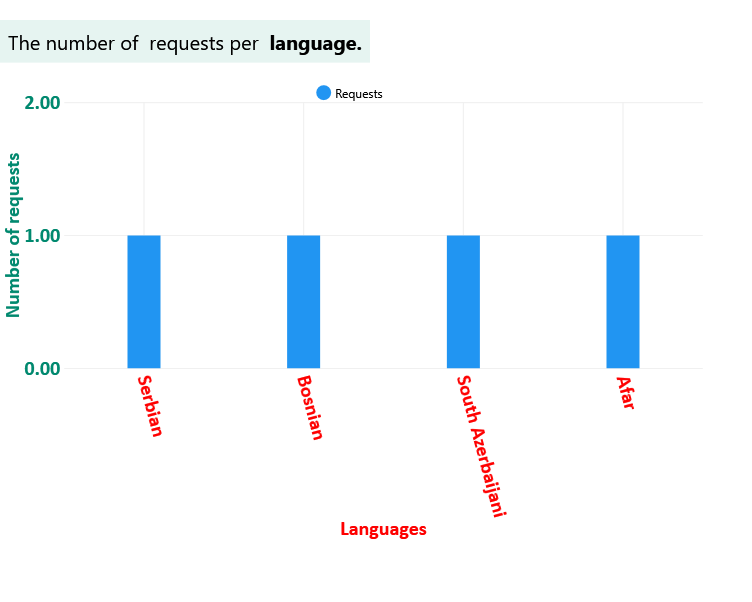 The number of  requests per  language.
Requests
2.00
1.00
0.00
Number of requests
Serbian
Bosnian
South Azerbaijani
Afar
Languages